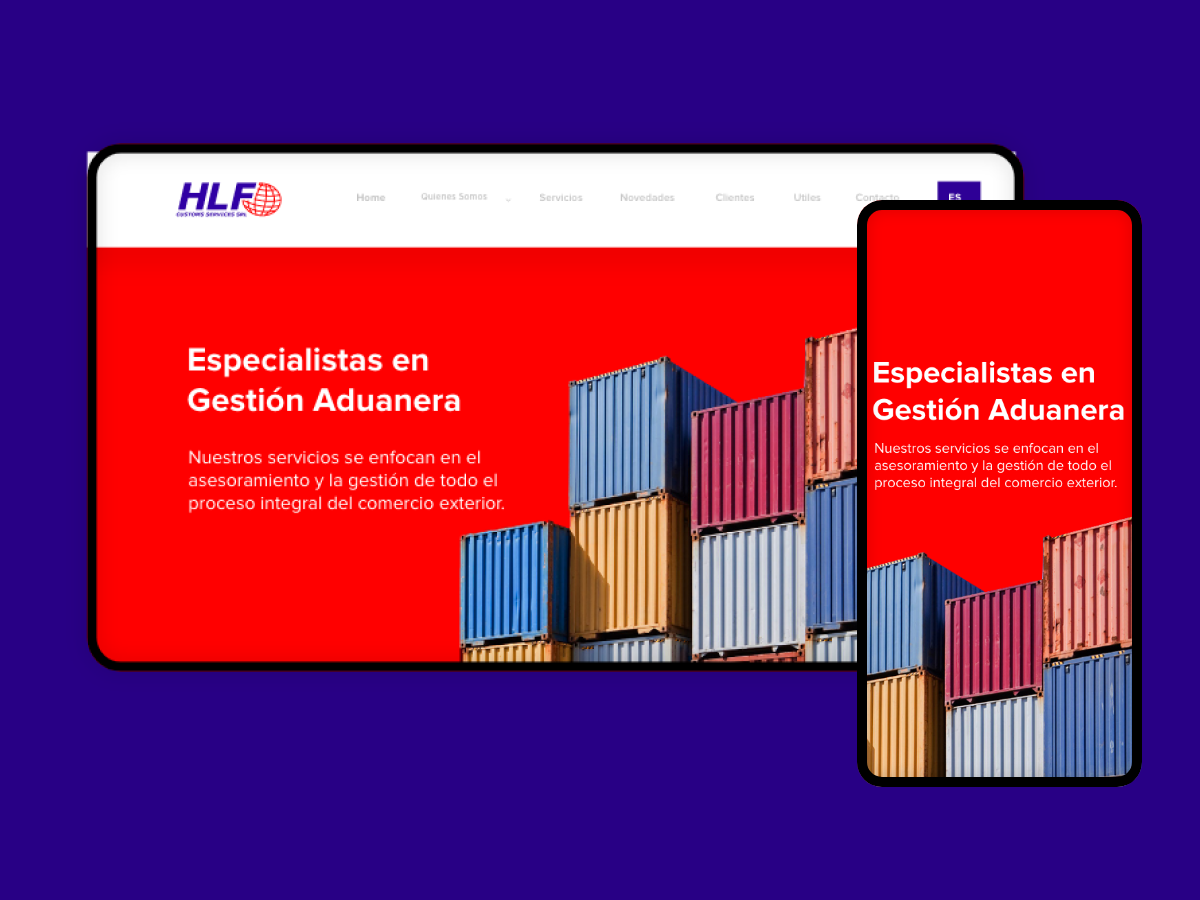 HLF
CUSTOMS SERVICES SRL
Home Quienes Somos Servicios Novedades Clientes Utiles Contacto ES
Especialistas en
Gestión Aduanera
Nuestros servicios se enfocan en el
asesoramiento y la gestión de todo el
proceso integral del comercio exterior.
Especialistas en
Gestión Aduanera
Nuestros servicios se enfocan en el
asesoramiento y la gestión de todo el
proceso integral del comercio exterior.